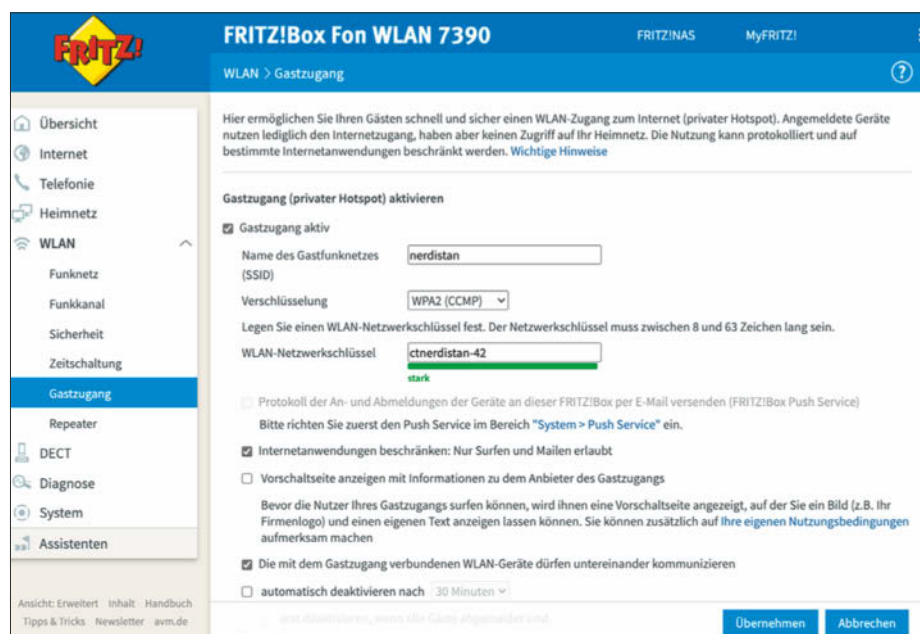 FRITZ!
FRITZ!Box Fon WLAN 7390
FRITZ!NAS
MyFRITZ!
WLAN > Gastzugang
?
Übersicht
Internet
Telefonie
Heimnetz
WLAN
Funknetz
Funkkanal
Sicherheit
Zeitschaltung
Gastzugang
Repeater
DECT
Diagnose
System
Assistenten
Ansicht: Erweitert Inhalt Handbuch
Tipps & Tricks Newsletter avm.de
Hier ermöglichen Sie Ihren Gästen schnell und sicher einen WLAN-Zugang zum Internet (privater Hotspot). Angemeldete Geräte
nutzen lediglich den Internetzugang, haben aber keinen Zugriff auf Ihr Heimnetz. Die Nutzung kann protokolliert und auf
bestimmte Internetanwendungen beschränkt werden. Wichtige Hinweise
Gastzugang (privater Hotspot) aktivieren
Gastzugang aktiv
Name des Gastfunknetzes
(SSID)
nerdistan
Verschlüsselung
WPA2 (CCMP)
Legen Sie einen WLAN-Netzwerkschlüssel fest. Der Netzwerkschlüssel muss zwischen 8 und 63 Zeichen lang sein.
WLAN-Netzwerkschlüssel
ctnerdistan-42
stark
Protokoll der An- und Abmeldungen der Geräte an dieser FRITZ!Box per E-Mail versenden (FRITZ!Box Push Service)
Bitte richten Sie zuerst den Push Service im Bereich "System > Push Service" ein.
Internetanwendungen beschränken: Nur Surfen und Mailen erlaubt
Vorschaltseite anzeigen mit Informationen zu dem Anbieter des Gastzugangs
Bevor die Nutzer Ihres Gastzugangs surfen können, wird ihnen eine Vorschaltseite angezeigt, auf der Sie ein Bild (z.B. Ihr
Firmenlogo) und einen eigenen Text anzeigen lassen können. Sie können zusätzlich auf Ihre eigenen Nutzungsbedingungen
aufmerksam machen
Die mit dem Gastzugang verbundenen WLAN-Geräte dürfen untereinander kommunizieren
automatisch deaktivieren nach 30 Minuten
Übernehmen
Abbrechen